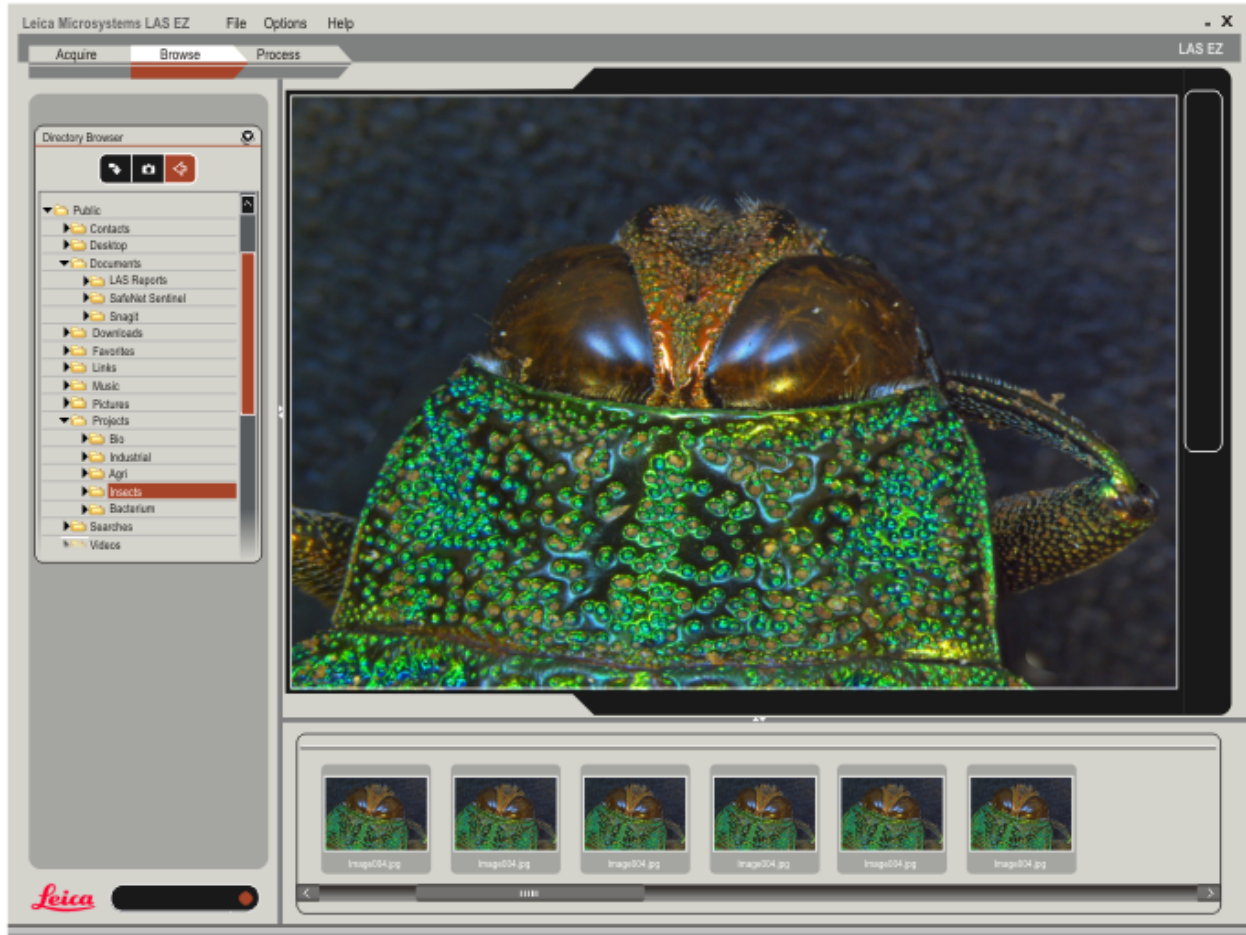 Leica Microsystems LAS EZ File Options Help - X
LAS EZ
Acquire Browse Process
Directory Browser
Public
Contacts
Desktop
Documents
LAS Reports
SafeNet Sentinel
Snagit
Downloads
Favorites
Links
Music
Pictures
Projects
Bio
Industrial
Agri
Insects
Bacterium
Searches
Videos
Image004.jpg Image004.jpg Image004.jpg Image004.jpg Image004.jpg Image004.jpg
Leica